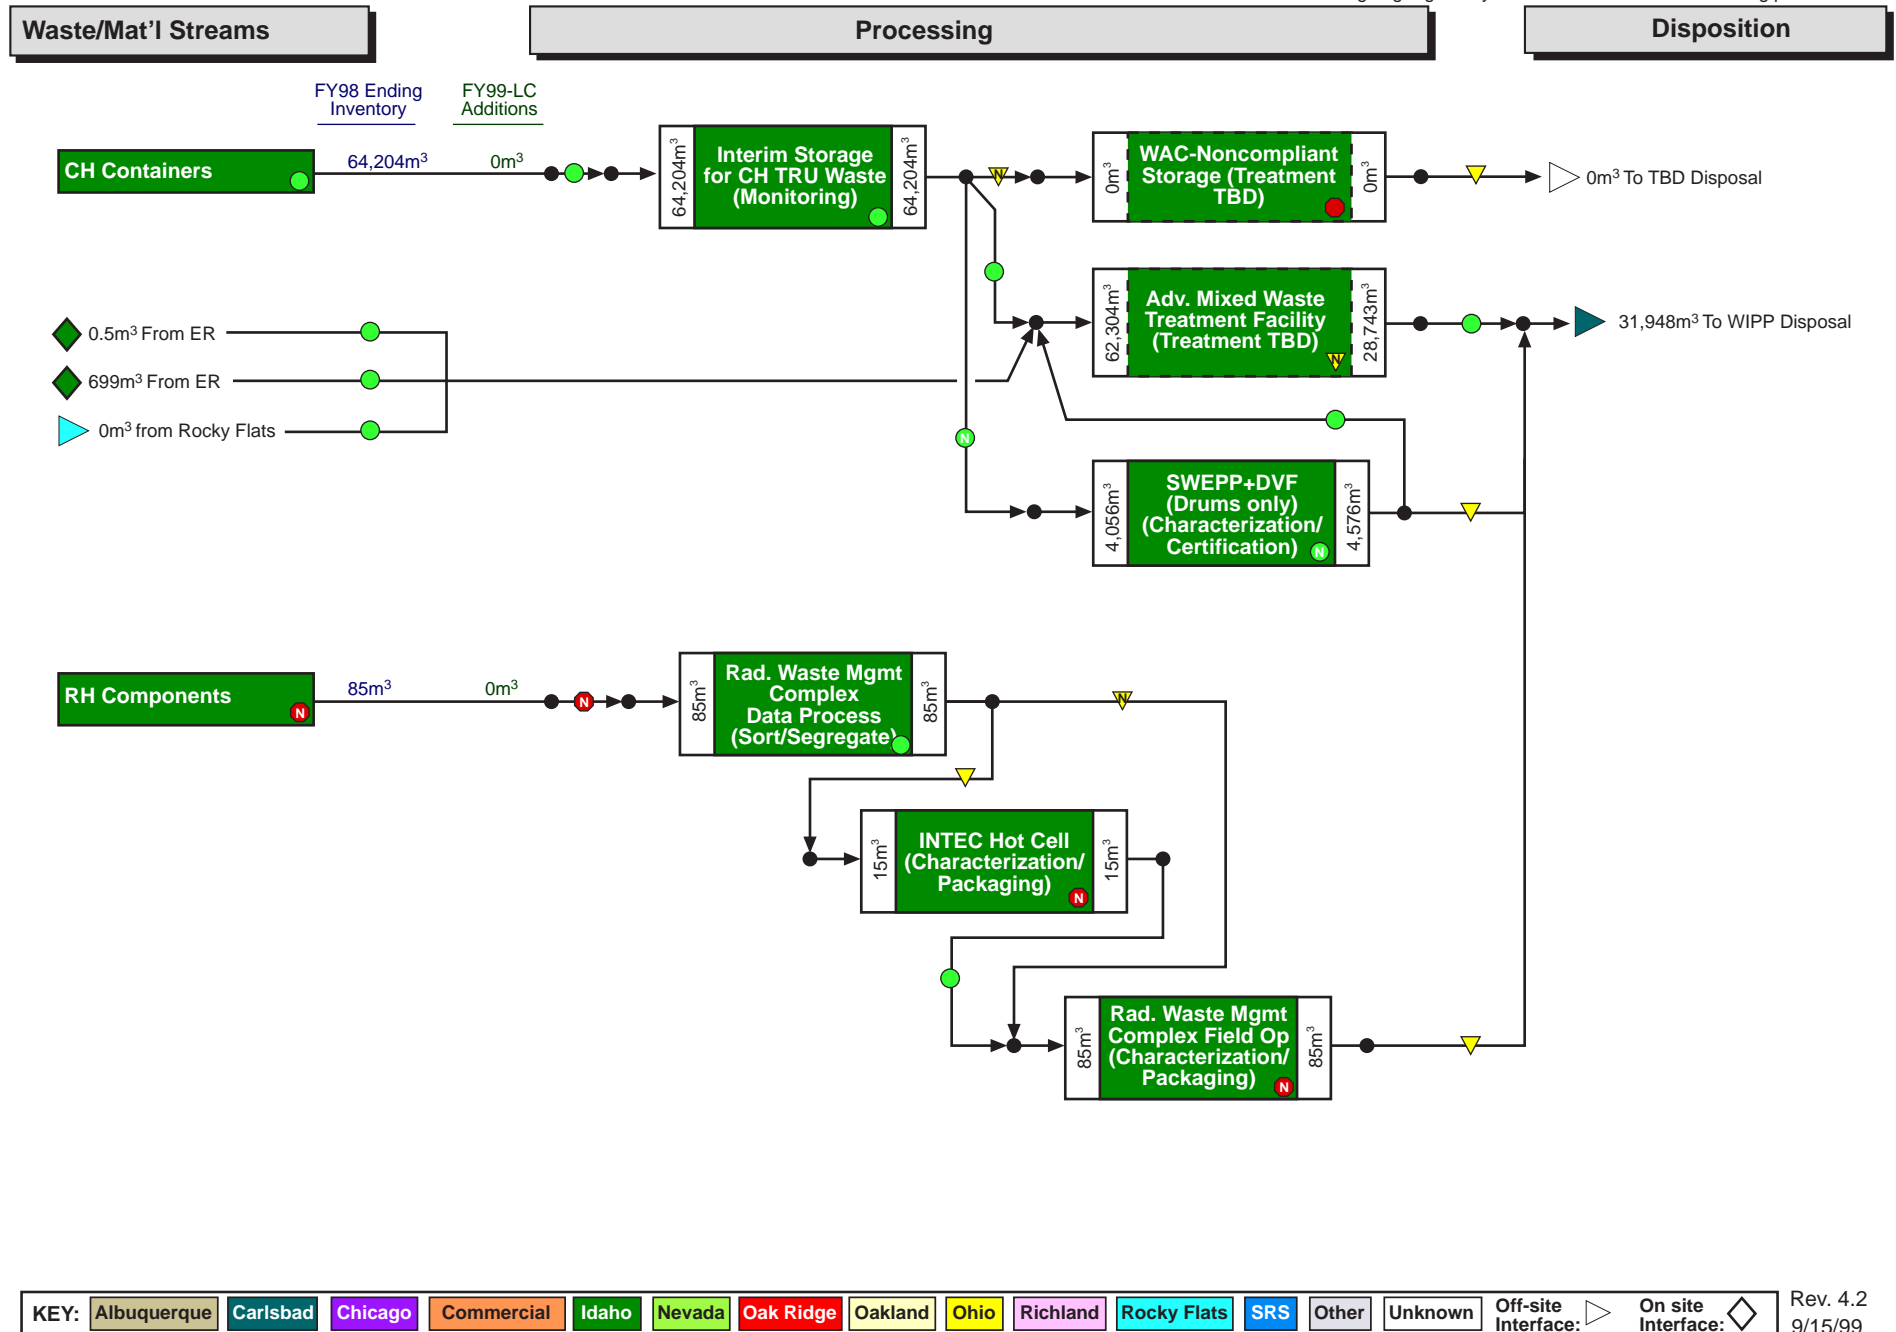 Waste/Mat'l Streams
Processing
Disposition
FY98 Ending
Inventory
FY99-LC
Additions
CH Containers
64,204m³
0m³
64,204m³
Interim Storage
for CH TRU Waste
(Monitoring)
64,204m³
N
0m³
WAC-Noncompliant
Storage (Treatment
TBD)
0m³
0m³ To TBD Disposal
62,304m³
Adv. Mixed Waste
Treatment Facility
(Treatment TBD)
N
28,743m³
31,948m³ To WIPP Disposal
0.5m³ From ER
699m³ From ER
0m³ from Rocky Flats
N
4,056m³
SWEPP+DVF
(Drums only)
(Characterization/
Certification)
N
4,576m³
RH Components
N
85m³
0m³
N
85m³
Rad. Waste Mgmt
Complex
Data Process
(Sort/Segregate)
85m³
N
15m³
INTEC Hot Cell
(Characterization/
Packaging)
N
15m³
85m³
Rad. Waste Mgmt
Complex Field Op
(Characterization/
Packaging)
N
85m³
KEY:
Albuquerque
Carlsbad
Chicago
Commercial
Idaho
Nevada
Oak Ridge
Oakland
Ohio
Richland
Rocky Flats
SRS
Other
Unknown
Off-site
Interface:
On site
Interface:
Rev. 4.2
9/15/99